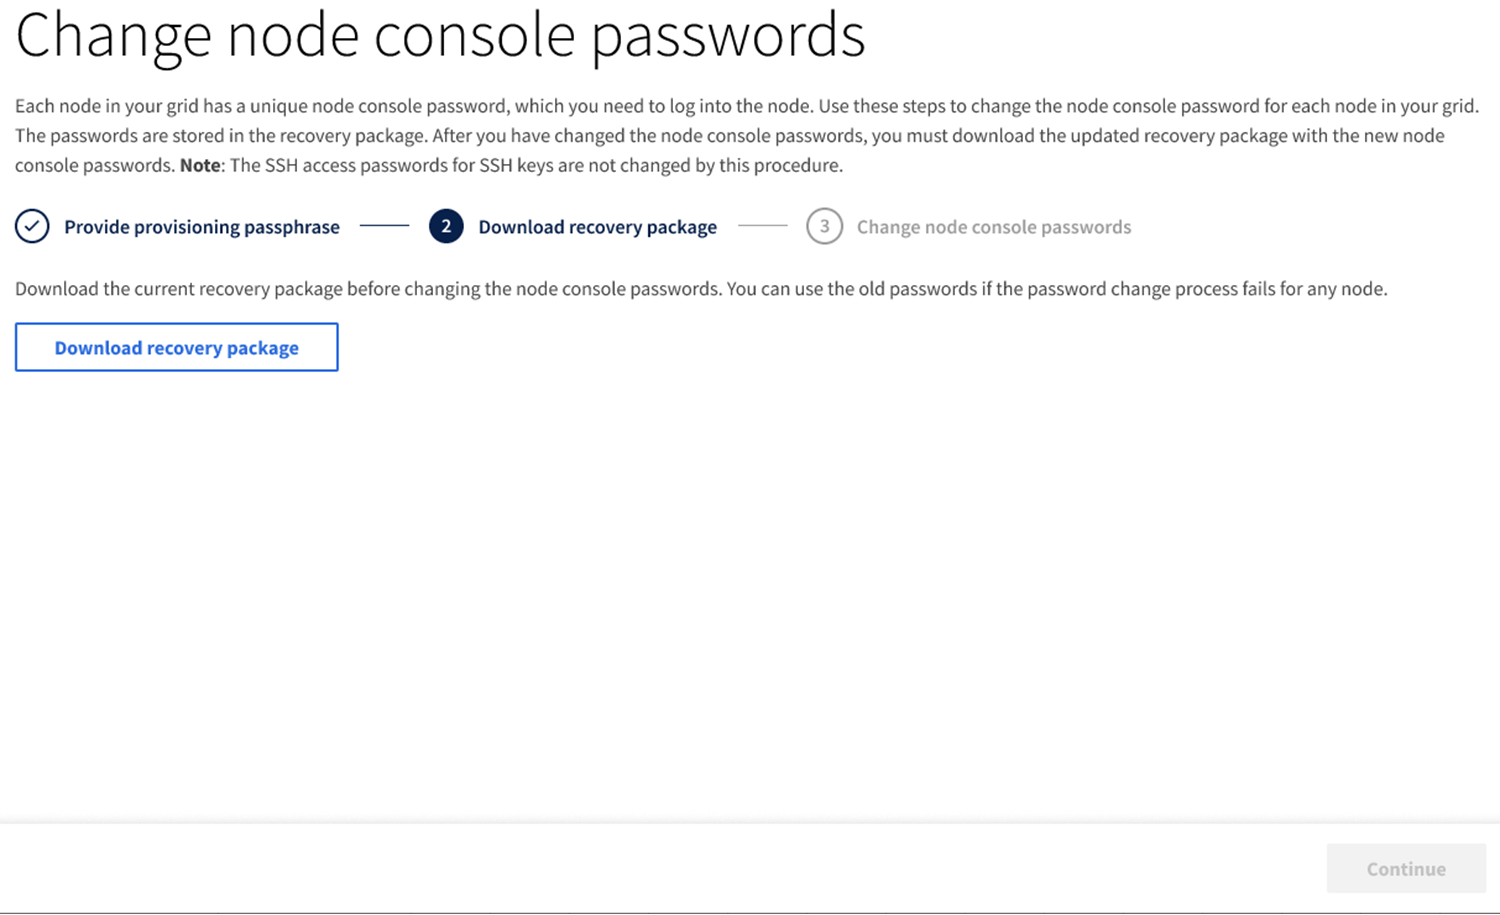 Change node console passwords
Each node in your grid has a unique node console password, which you need to log into the node. Use these steps to change the node console password for each node in your grid.
The passwords are stored in the recovery package. After you have changed the node console passwords, you must download the updated recovery package with the new node
console passwords. Note: The SSH access passwords for SSH keys are not changed by this procedure.
Provide provisioning passphrase 2 Download recovery package 3 Change node console passwords
Download the current recovery package before changing the node console passwords. You can use the old passwords if the password change process fails for any node.
Download recovery package
Continue